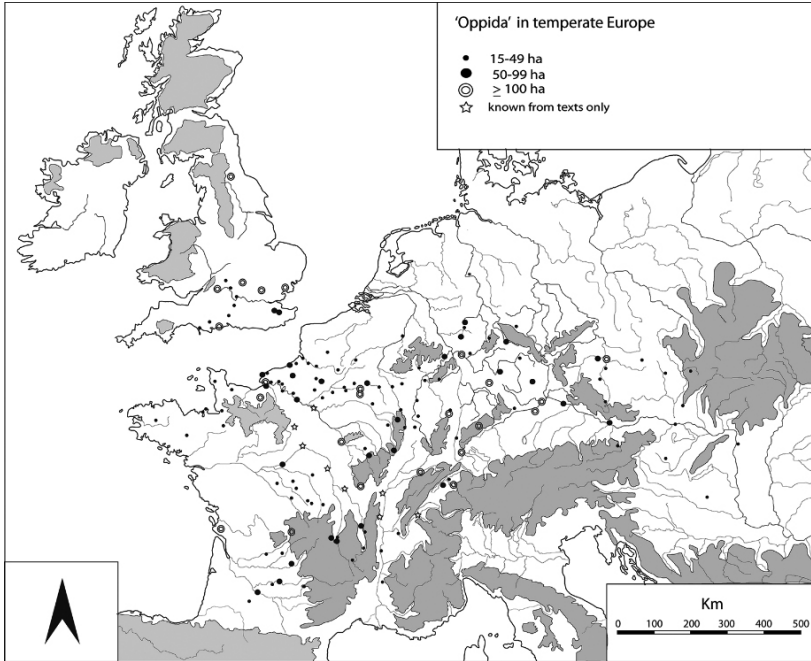 'Oppida' in temperate Europe
15-49 ha
50-99 ha
≥ 100 ha
known from texts only
Km
0 100 200 300 400 500